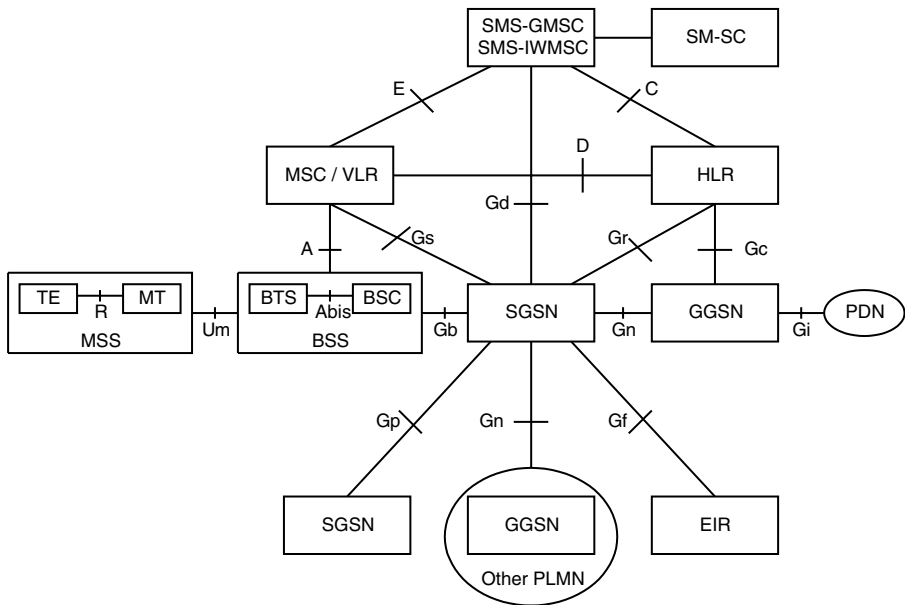 SMS-GMSC
SMS-IWMSC
SM-SC
E
C
D
MSC / VLR
HLR
Gd
A
Gs
Gr
Gc
TE
MT
BTS
BSC
R
Abis
SGSN
GGSN
PDN
MSS
Um
BSS
Gb
Gn
Gi
Gp
Gn
Gf
SGSN
GGSN
EIR
Other PLMN